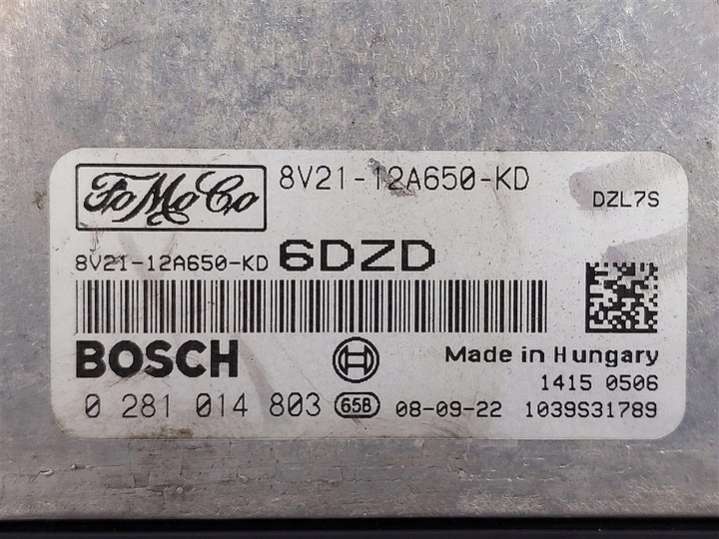 FoMoCo
8V21-12A650-KD
DZL7S
8V21-12A650-KD 6DZD
BOSCH
Made in Hungary
1415 0506
0 281 014 803 65B 08-09-22 1039S31789